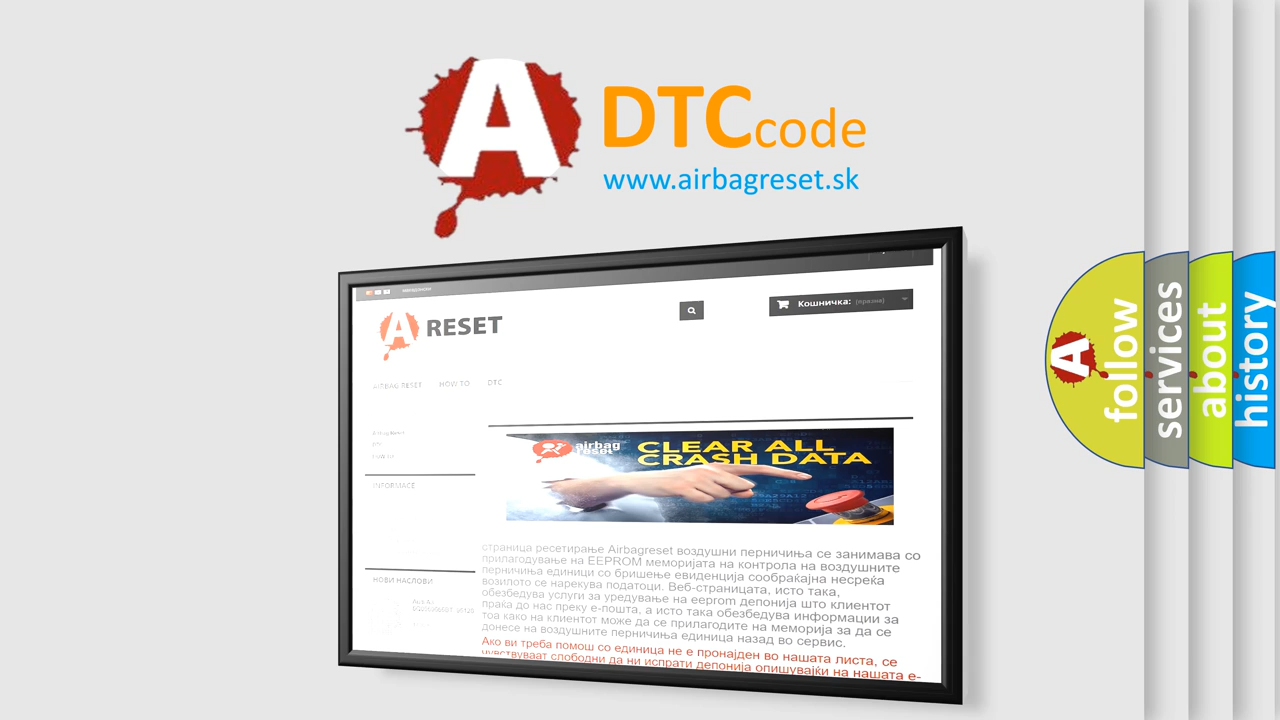 A
DTCcode
www.airbagreset.sk
Кошничка: (празни)
A RESET
AIRBAG RESET HOW TO DTC
INFORMACE
airbag
reset
CLEAR ALL
CRASH DATA
страница ресетирање Airbagreset воздушни перничиња се занимава со
прилагодување на EEPROM меморијата на контрола на воздушните
перничиња единици со бришење евиденција сообраќајна несреќа
возилото се нарекува податоци. Веб-страницата, исто така,
обезбедува услуги за уредување на eeprom депонија што клиентот
праќа до нас преку е-пошта, а исто така обезбедува информации за
тоа како на клиентот може да се прилагодите на меморија за да се
донесе на воздушните перничиња единица назад во сервис.
Ако ви треба помош со единица не е пронајден во нашата листа, се
чувствуваат слободни да ни испрати депонија опишувајќи на нашата е-
НОВИ НАСЛОВИ
A
follow
services
about
history